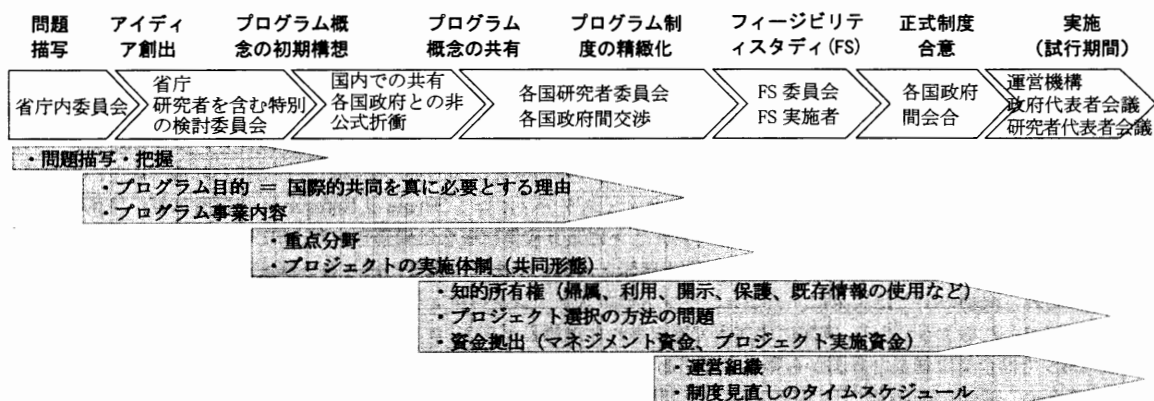 問題
描写
アイディ
ア創出
プログラム概
念の初期構想
プログラム
概念の共有
プログラム制
度の精緻化
フィージビリテ
ィスタディ(FS)
正式制度
合意
実施
(試行期間)
省庁内委員会
省庁
研究者を含む特別
の検討委員会
国内での共有
各国政府との非
公式折衝
各国研究者委員会
各国政府間交渉
FS 委員会
FS 実施者
各国政府
間会合
運営機構
政府代表者会議
研究者代表者会議
・問題描写・把握
・プログラム目的 ＝ 国際的共同を真に必要とする理由
・プログラム事業内容
・重点分野
・プロジェクトの実施体制（共同形態）
・知的所有権（帰属、利用、開示、保護、既存情報の使用など）
・プロジェクト選択の方法の問題
・資金拠出（マネジメント資金、プロジェクト実施資金）
・運営組織
・制度見直しのタイムスケジュール